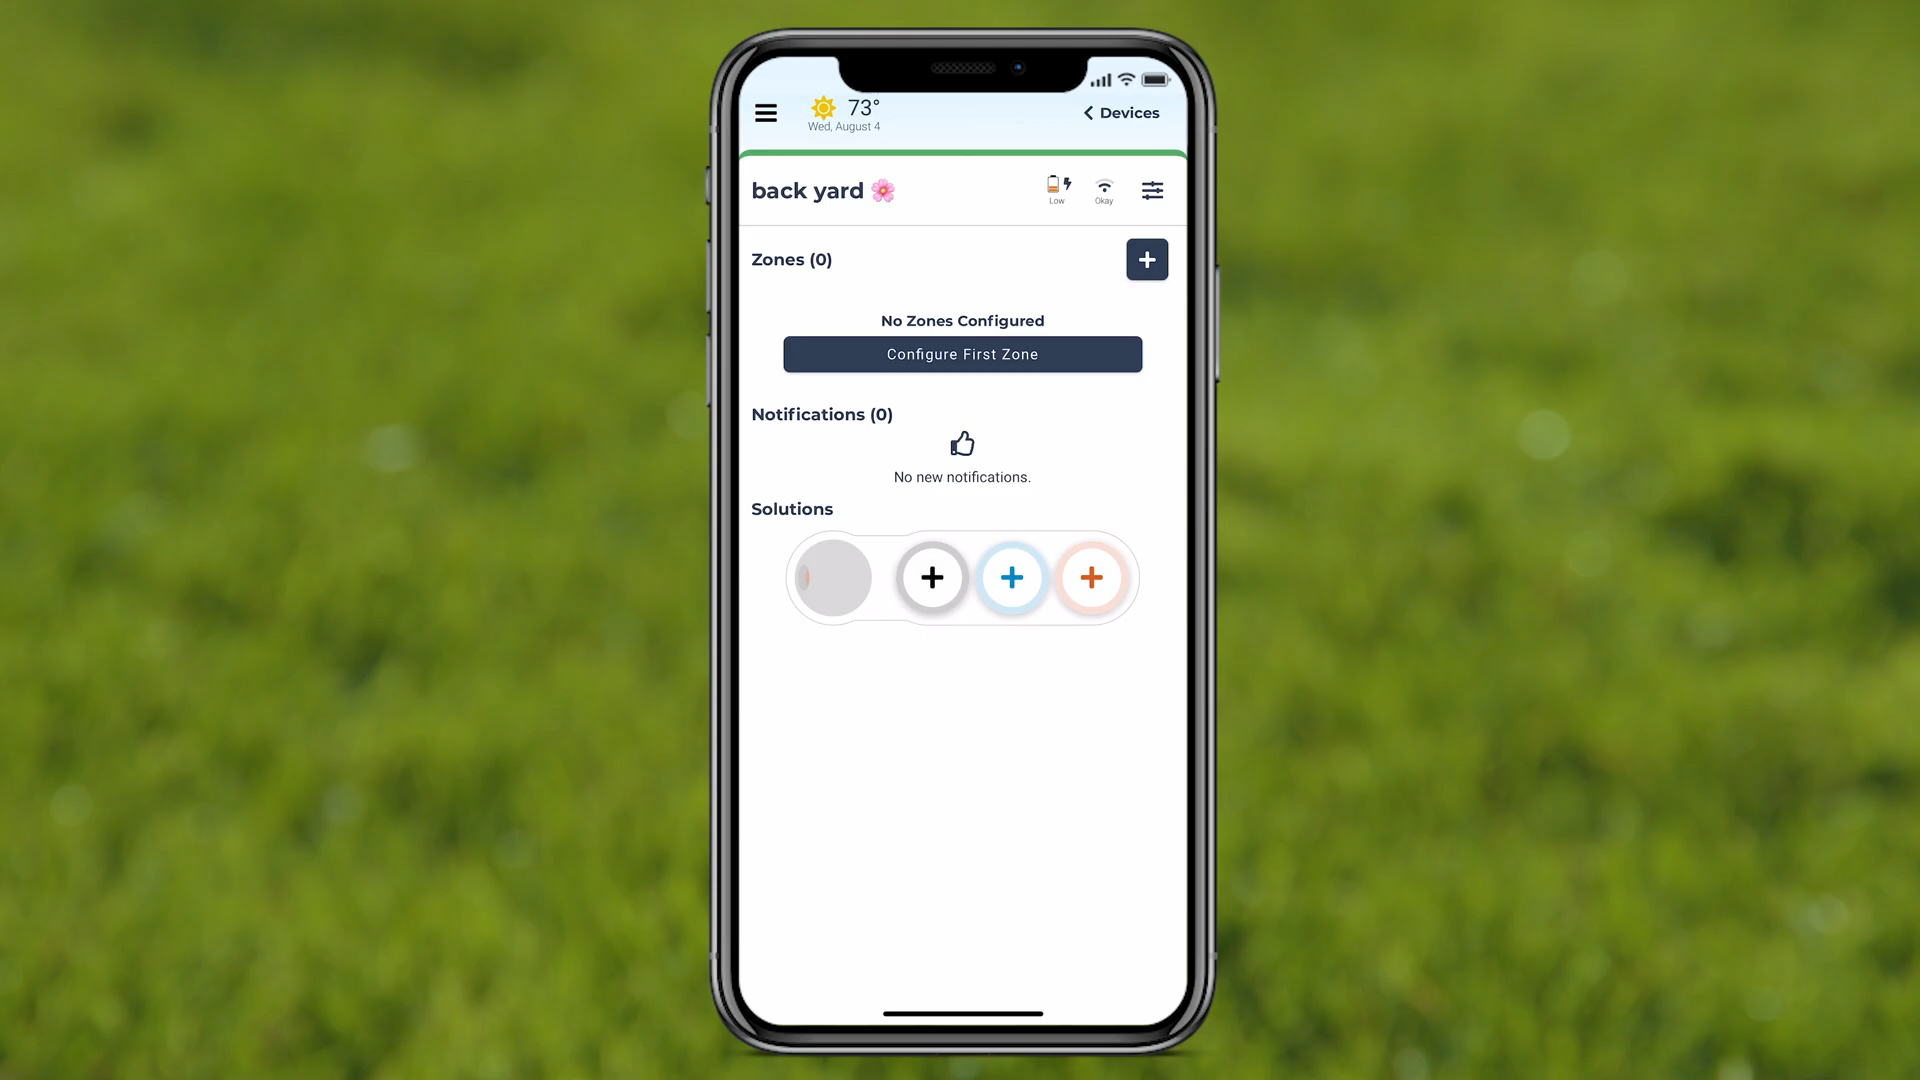 73°
Wed, August 4
Devices
back yard 🌸
Low
Okay
Zones (0)
No Zones Configured
Configure First Zone
Notifications (0)
No new notifications.
Solutions